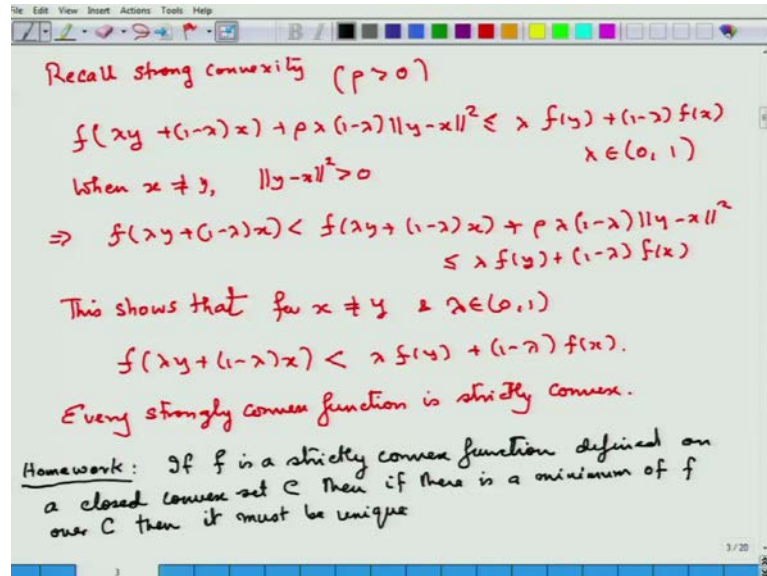 File Edit View Insert Actions Tools Help
Recall strong convexity (ρ>0)
f(λy +(1-λ)x) + ρλ(1-λ)||y-x||² ≤ λ f(y) + (1-λ) f(x)
λ∈(0, 1)
When x ≠ y, ||y-x||² > 0
⇒ f(λy+(1-λ)x) < f(λy+(1-λ)x) + ρλ(1-λ)||y-x||²
≤ λ f(y) + (1-λ) f(x)
This shows that for x ≠ y & λ∈(0,1)
f(λy+(1-λ)x) < λ f(y) + (1-λ) f(x).
Every strongly convex function is strictly convex.
Homework: If f is a strictly convex function defined on
a closed convex set C then if there is a minimum of f
over C then it must be unique
3 / 20
3